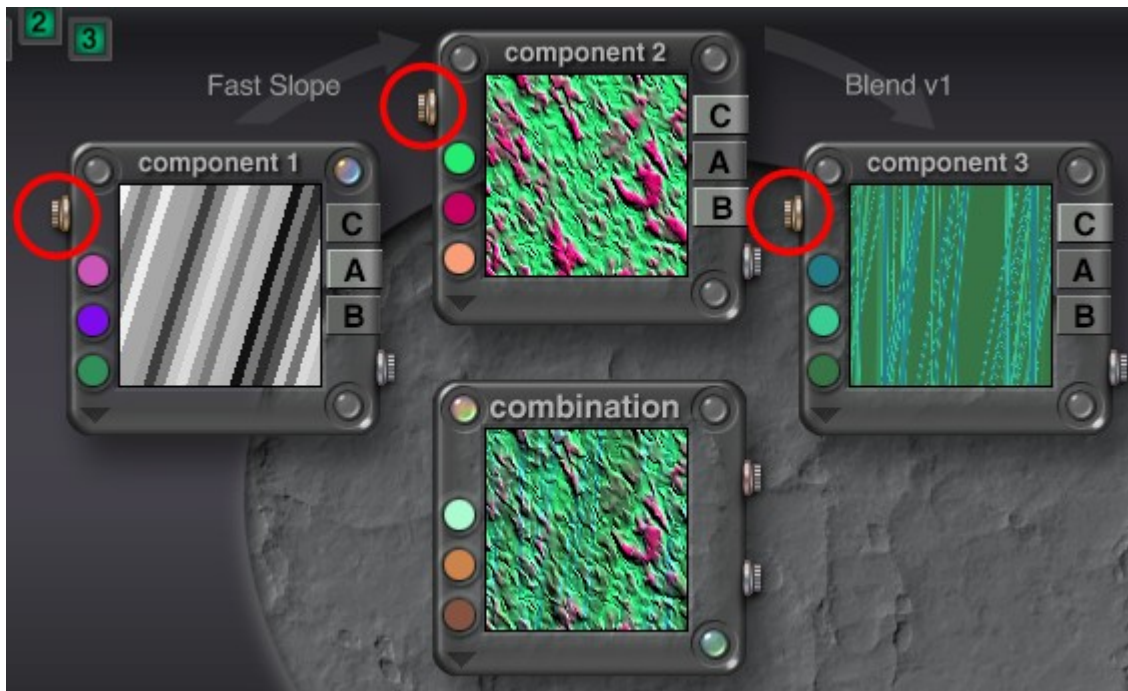 2
3
Fast Slope
component 2
Blend v1
C
A
B
component 1
C
A
B
component 3
C
A
B
combination